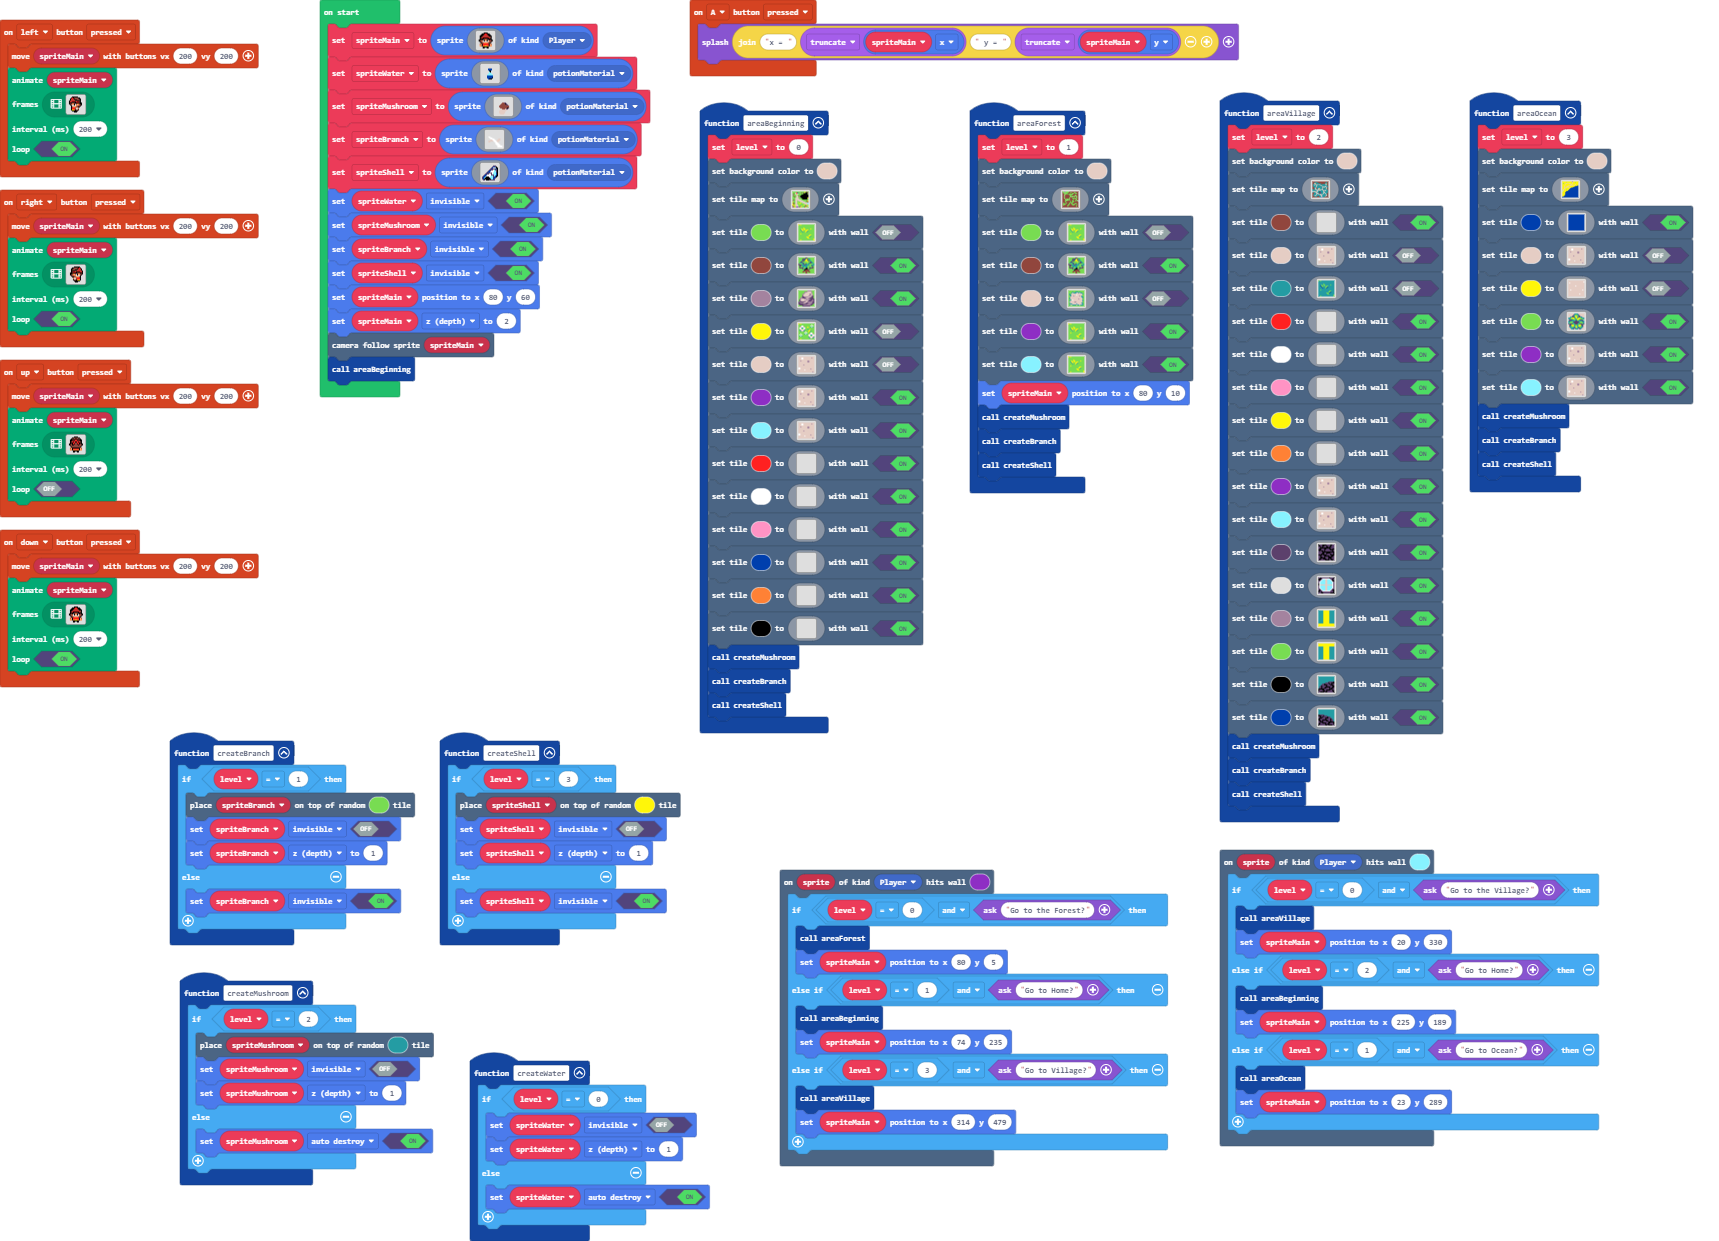 on left button pressed
move spriteMain with buttons vx 200 vy 200
animate spriteMain
frames
interval (ms) 200
loop ON
on right button pressed
move spriteMain with buttons vx 200 vy 200
animate spriteMain
frames
interval (ms) 200
loop ON
on up button pressed
move spriteMain with buttons vx 200 vy 200
animate spriteMain
frames
interval (ms) 200
loop OFF
on down button pressed
move spriteMain with buttons vx 200 vy 200
animate spriteMain
frames
interval (ms) 200
loop ON
on start
set spriteMain to sprite of kind Player
set spriteWater to sprite of kind potionMaterial
set spriteMushroom to sprite of kind potionMaterial
set spriteBranch to sprite of kind potionMaterial
set spriteShell to sprite of kind potionMaterial
set spriteWater invisible ON
set spriteMushroom invisible ON
set spriteBranch invisible ON
set spriteShell invisible ON
set spriteMain position to x 80 y 60
set spriteMain z (depth) to 2
camera follow sprite spriteMain
call areaBeginning
on A button pressed
splash join "x = " truncate spriteMain x " y = " truncate spriteMain y
function areaBeginning
set level to 0
set background color to
set tile map to
set tile to with wall OFF
set tile to with wall ON
set tile to with wall ON
set tile to with wall OFF
set tile to with wall OFF
set tile to with wall ON
set tile to with wall ON
set tile to with wall ON
set tile to with wall ON
set tile to with wall ON
set tile to with wall ON
set tile to with wall ON
set tile to with wall ON
call createMushroom
call createBranch
call createShell
function areaForest
set level to 1
set background color to
set tile map to
set tile to with wall OFF
set tile to with wall ON
set tile to with wall OFF
set tile to with wall ON
set tile to with wall ON
set spriteMain position to x 80 y 10
call createMushroom
call createBranch
call createShell
function areaVillage
set level to 2
set background color to
set tile map to
set tile to with wall ON
set tile to with wall OFF
set tile to with wall OFF
set tile to with wall ON
set tile to with wall ON
set tile to with wall ON
set tile to with wall ON
set tile to with wall ON
set tile to with wall ON
set tile to with wall ON
set tile to with wall ON
set tile to with wall ON
set tile to with wall ON
set tile to with wall ON
set tile to with wall ON
set tile to with wall ON
call createMushroom
call createBranch
call createShell
function areaOcean
set level to 3
set background color to
set tile map to
set tile to with wall ON
set tile to with wall OFF
set tile to with wall OFF
set tile to with wall ON
set tile to with wall ON
set tile to with wall ON
call createMushroom
call createBranch
call createShell
function createBranch
if level = 1 then
place spriteBranch on top of random tile
set spriteBranch invisible OFF
set spriteBranch z (depth) to 1
else
set spriteBranch invisible ON
function createShell
if level = 3 then
place spriteShell on top of random tile
set spriteShell invisible OFF
set spriteShell z (depth) to 1
else
set spriteShell invisible ON
function createMushroom
if level = 2 then
place spriteMushroom on top of random tile
set spriteMushroom invisible OFF
set spriteMushroom z (depth) to 1
else
set spriteMushroom auto destroy ON
function createWater
if level = 0 then
set spriteWater invisible OFF
set spriteWater z (depth) to 1
else
set spriteWater auto destroy ON
on sprite of kind Player hits wall
if level = 0 and ask "Go to the Forest?" then
call areaForest
set spriteMain position to x 80 y 5
else if level = 1 and ask "Go to Home?" then
call areaBeginning
set spriteMain position to x 74 y 235
else if level = 3 and ask "Go to Village?" then
call areaVillage
set spriteMain position to x 314 y 479
on sprite of kind Player hits wall
if level = 0 and ask "Go to the Village?" then
call areaVillage
set spriteMain position to x 20 y 330
else if level = 2 and ask "Go to Home?" then
call areaBeginning
set spriteMain position to x 225 y 189
else if level = 1 and ask "Go to Ocean?" then
call areaOcean
set spriteMain position to x 23 y 289